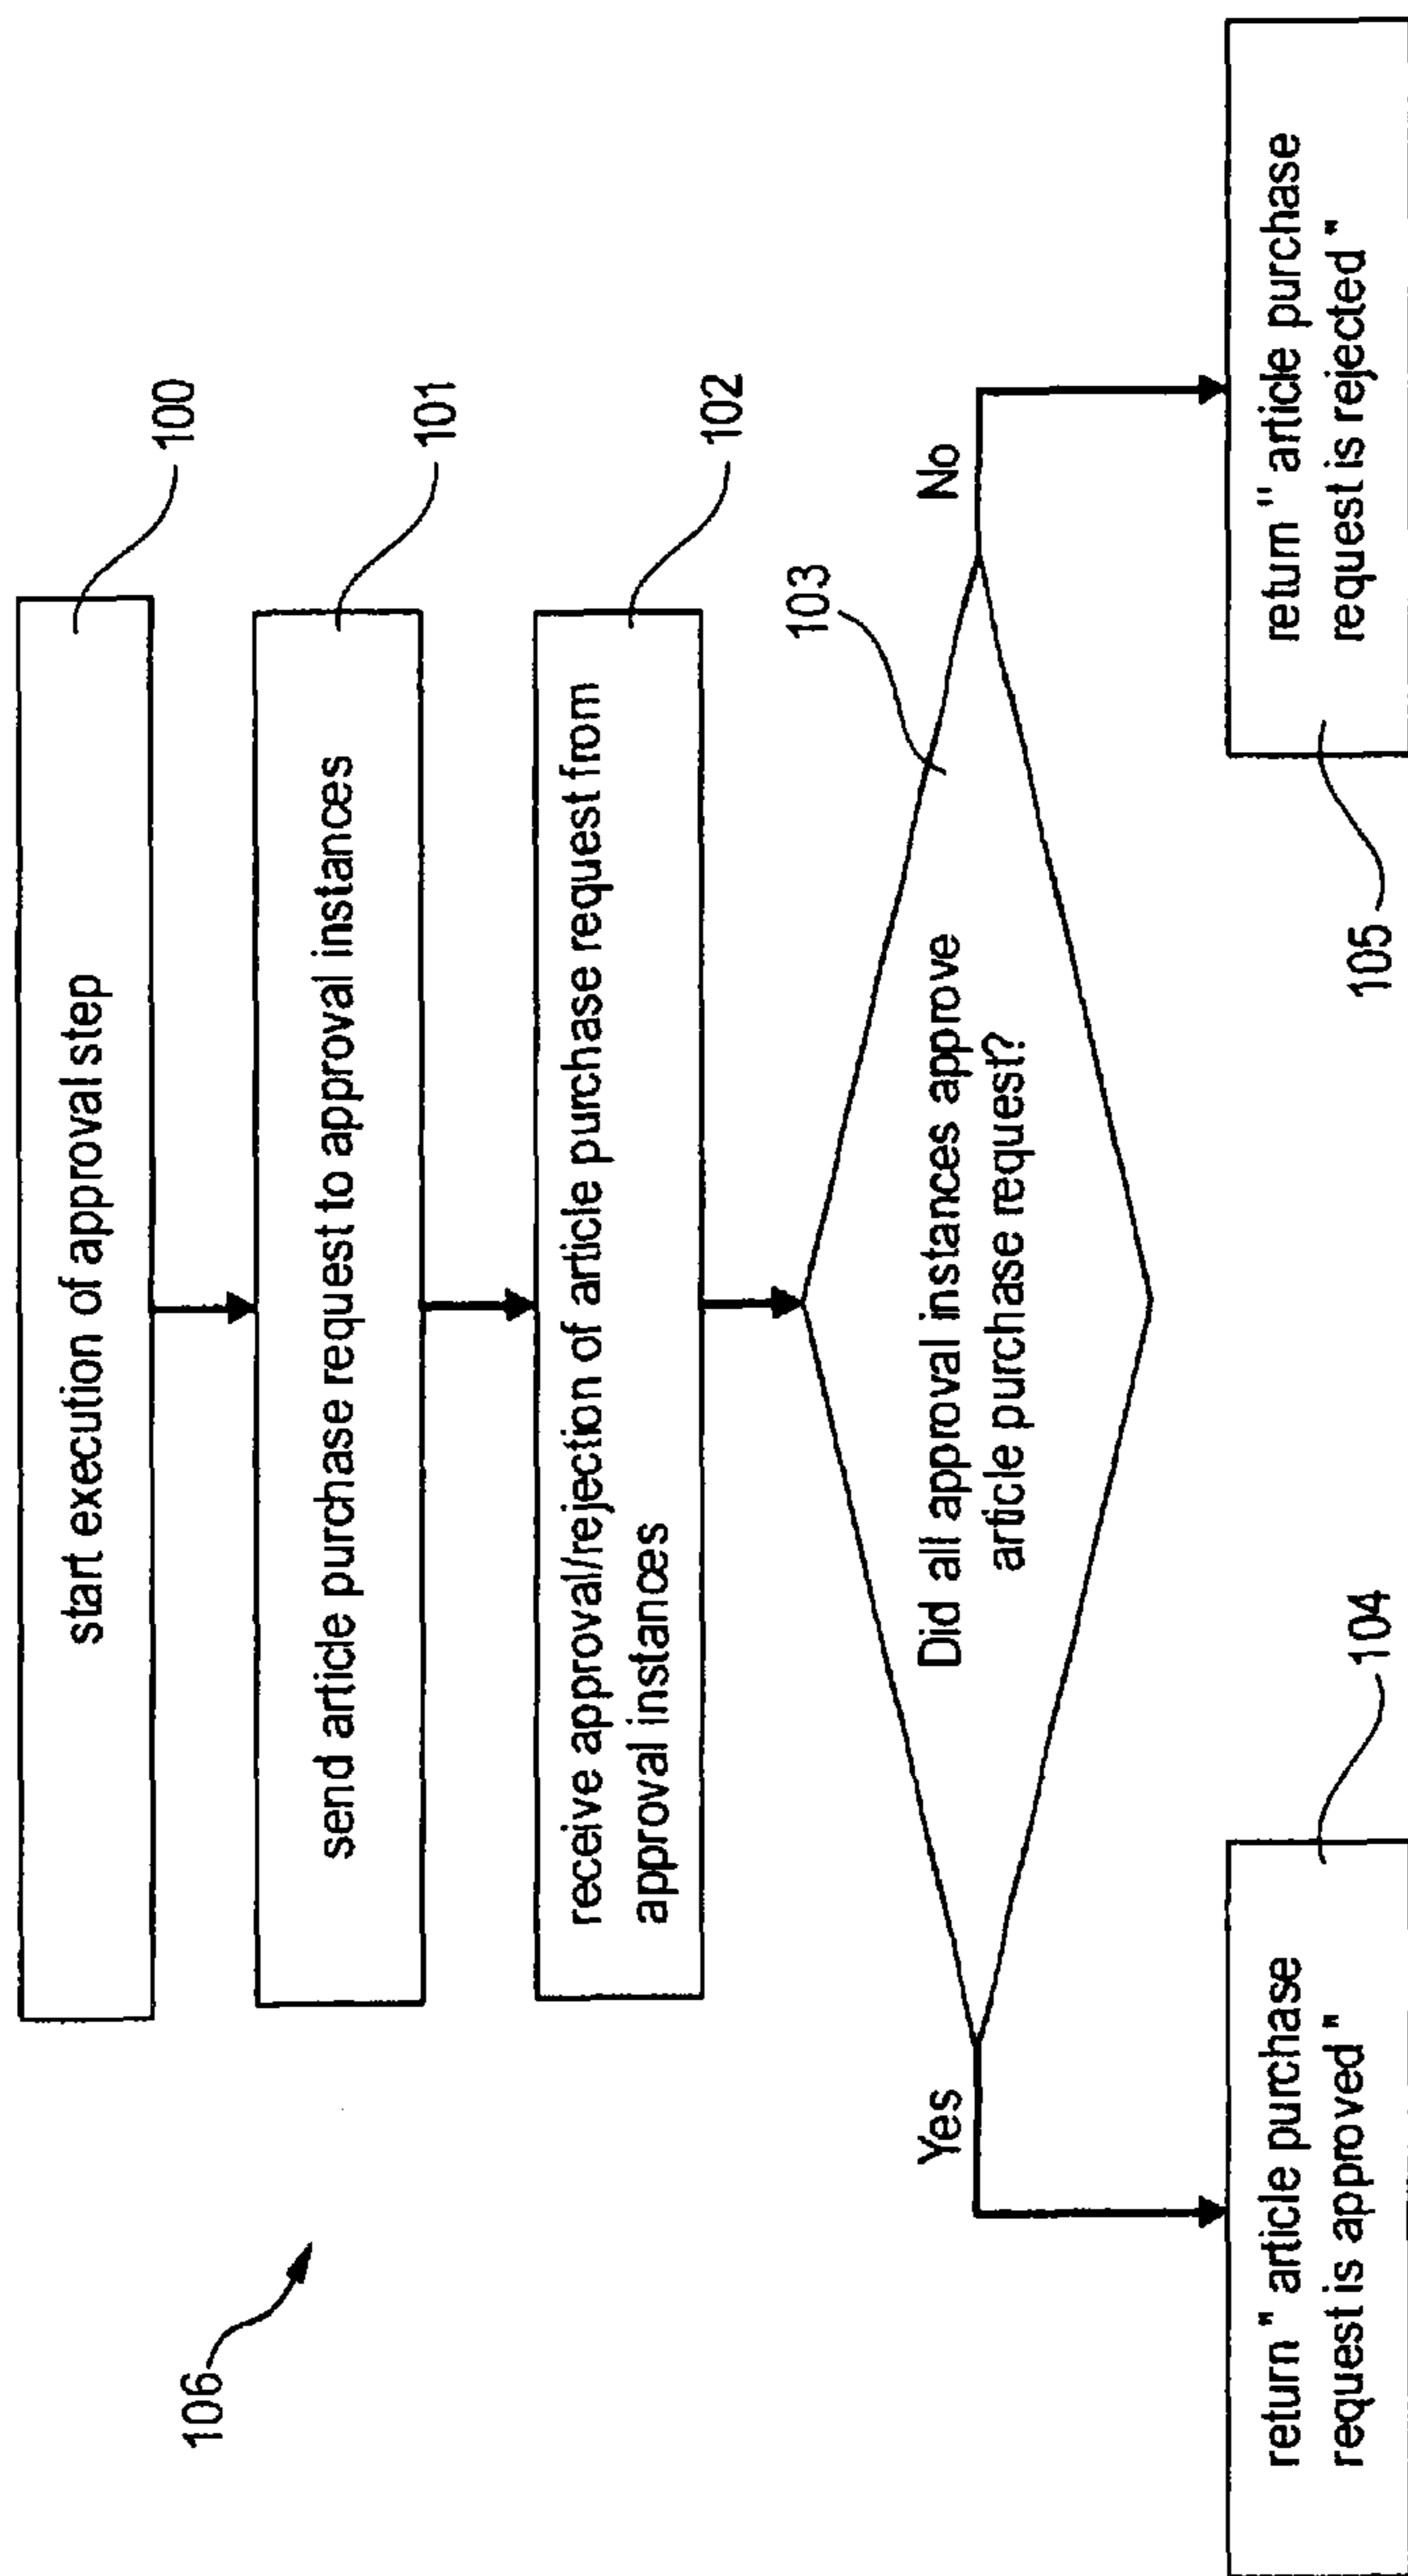 start execution of approval step
100
send article purchase request to approval instances
101
receive approval/rejection of article purchase request from
approval instances
102
103
Did all approval instances approve
article purchase request?
Yes
No
return " article purchase
request is approved "
104
return " article purchase
request is rejected "
105
106